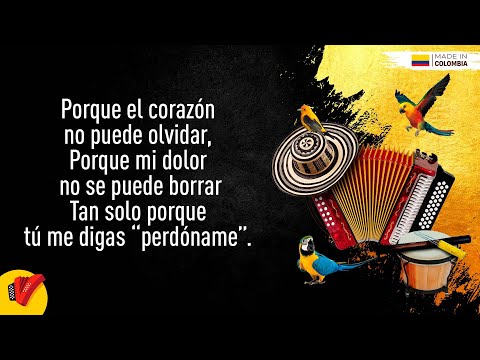 MADE IN
COLOMBIA
Porque el corazón
no puede olvidar,
Porque mi dolor
no se puede borrar
Tan solo porque
tú me digas “perdóname”.